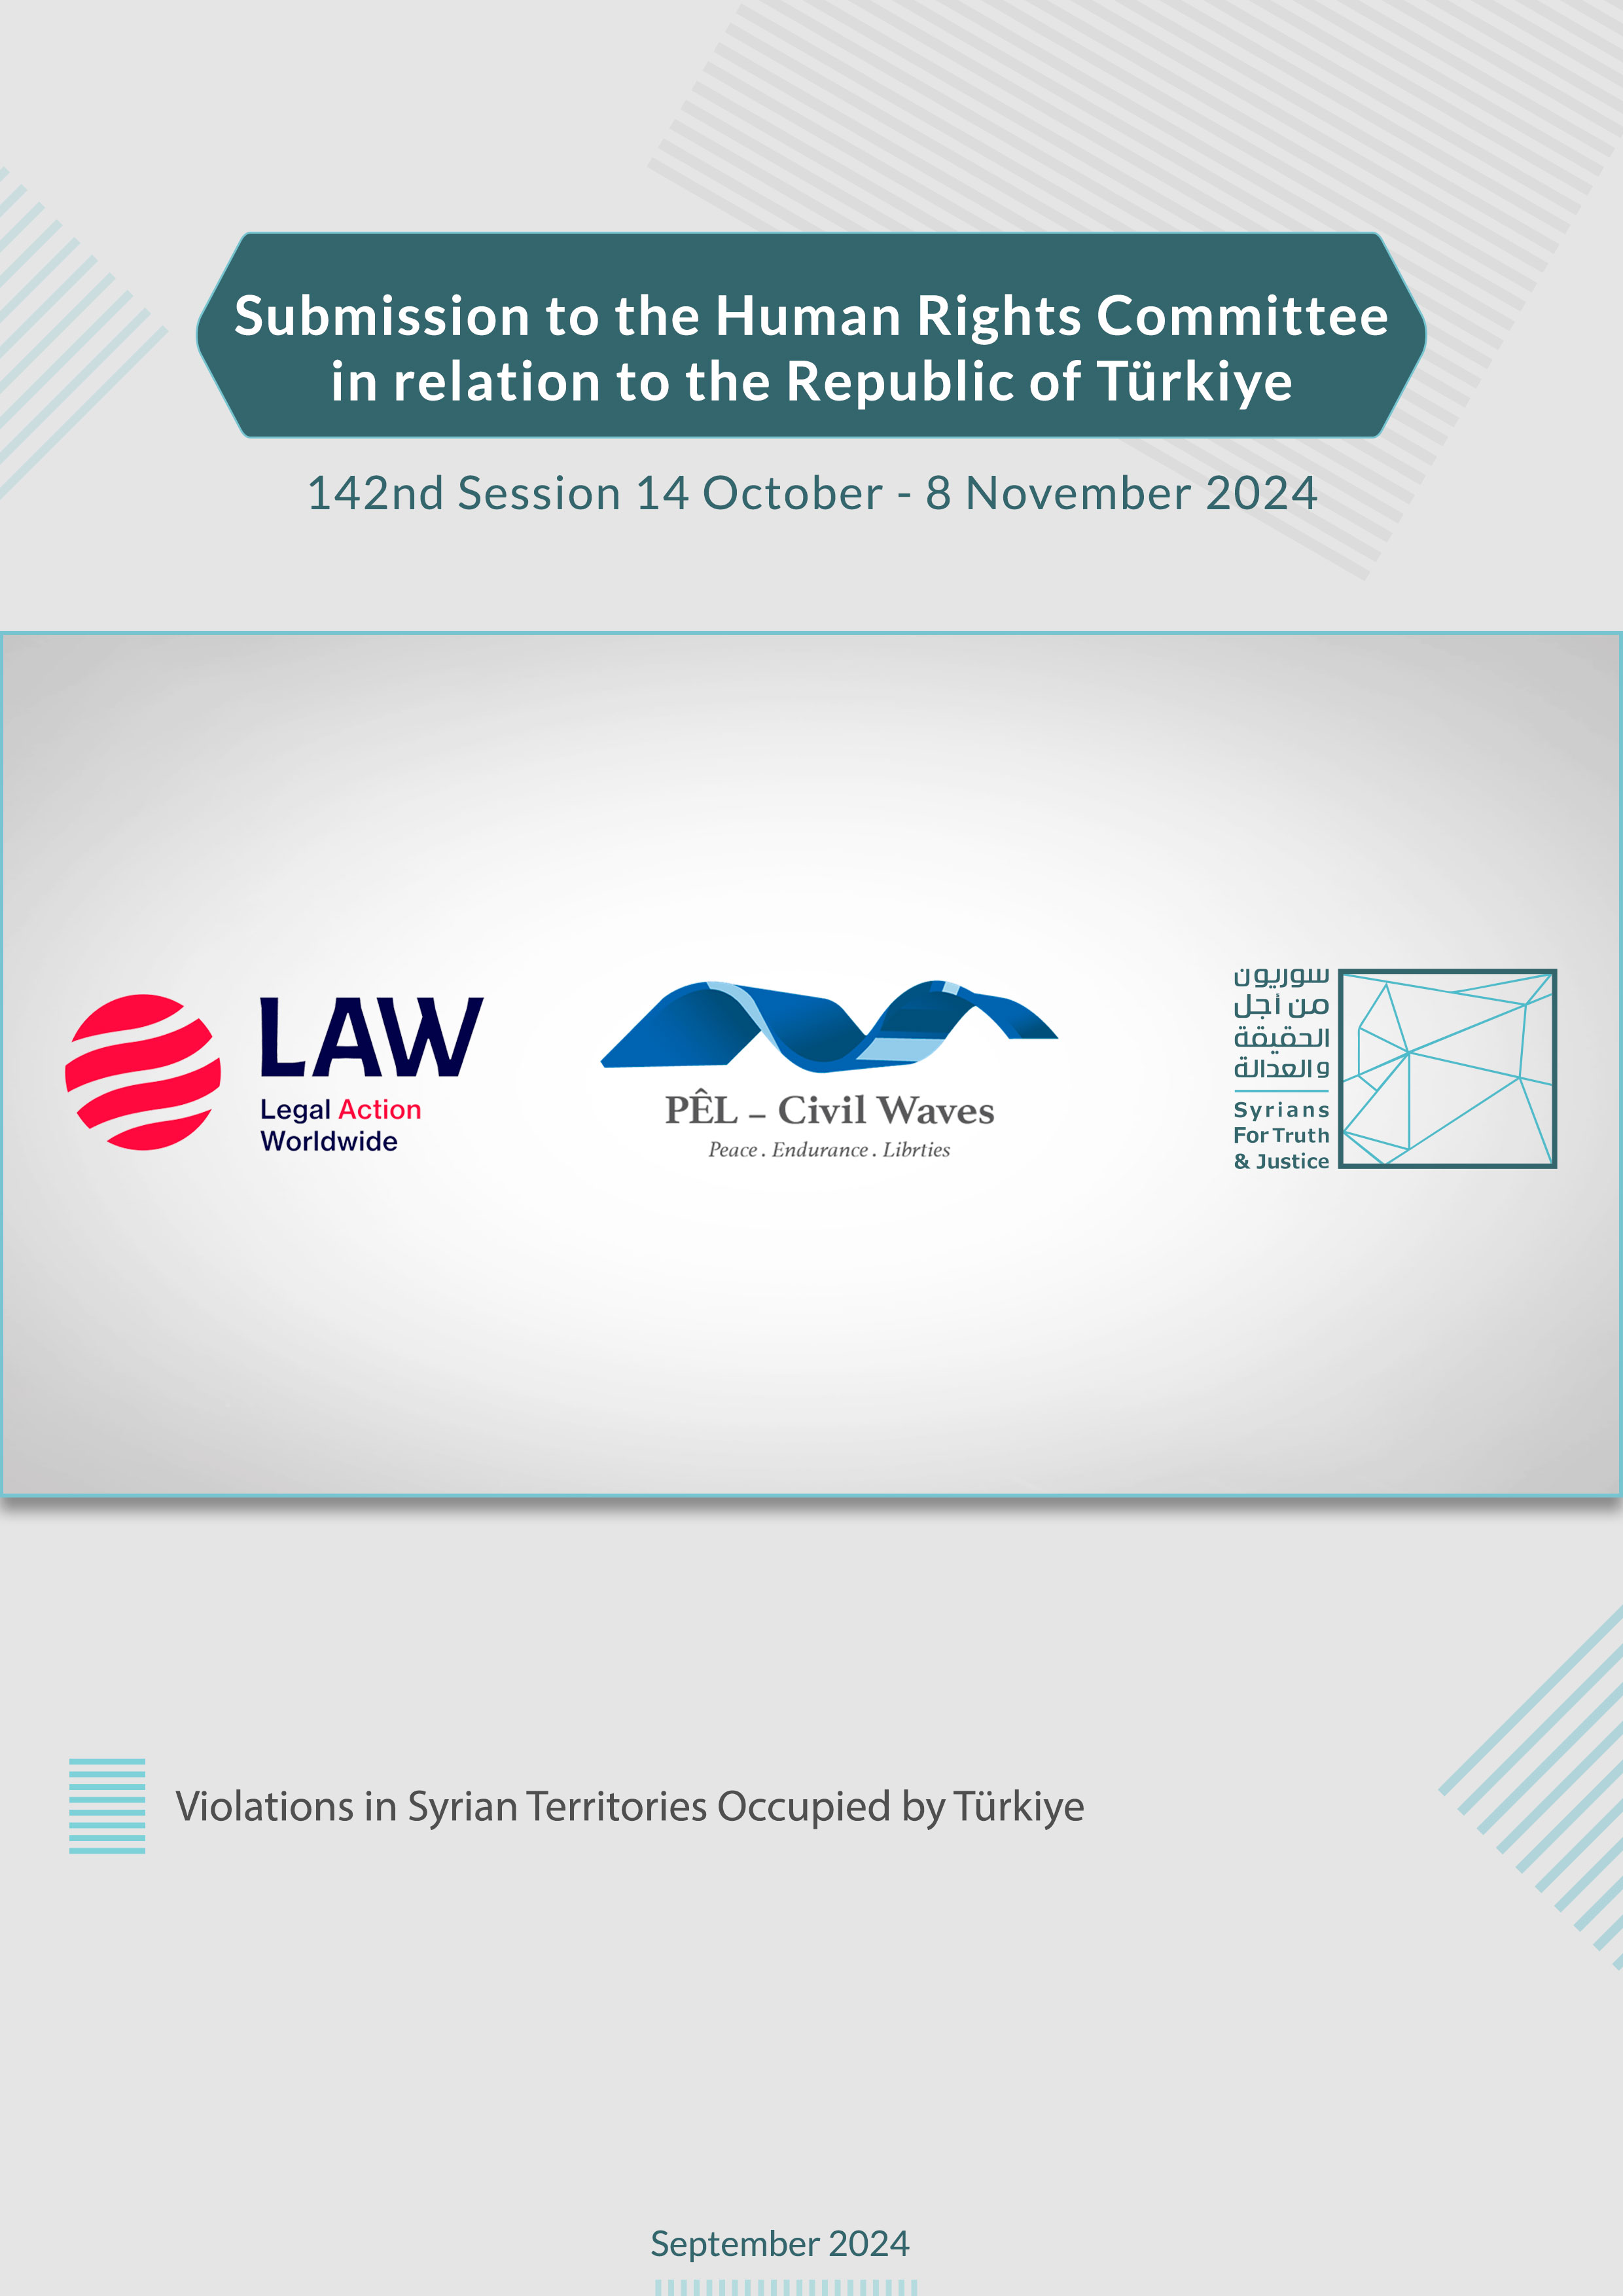 Submission to the Human Rights Committee
in relation to the Republic of Türkiye
142nd Session 14 October - 8 November 2024
LAW
Legal Action
Worldwide
PÊL – Civil Waves
Peace . Endurance . Librties
سوريون
من أجل
الحقيقة
والعدالة
Syrians
For Truth
& Justice
Violations in Syrian Territories Occupied by Türkiye
September 2024